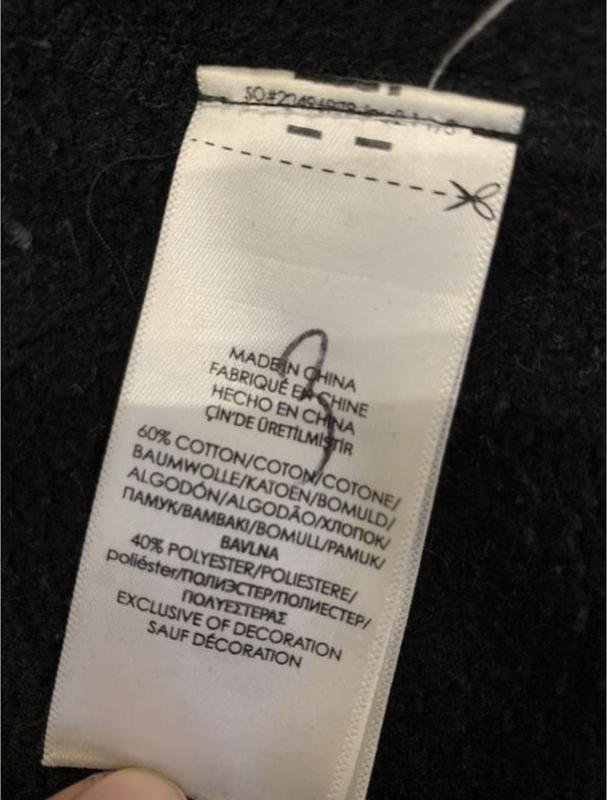 MADE IN CHINA
FABRIQUÉ EN CHINE
HECHO EN CHINA
ÇİN'DE ÜRETİLMİŞTİR
60% COTTON/COTON/COTONE/
BAUMWOLLE/KATOEN/BOMULD/
ALGODÓN/ALGODÃO/ХЛОПОК/
ПАМУК/BAMBAKI/BOMULL/PAMUK/
BAVLNA
40% POLYESTER/POLIESTERE/
poliéster/ПОЛИЭСТЕР/ПОЛИЕСТЕР/
ΠΟΛΥΕΣΤΕΡΑΣ
EXCLUSIVE OF DECORATION
SAUF DÉCORATION